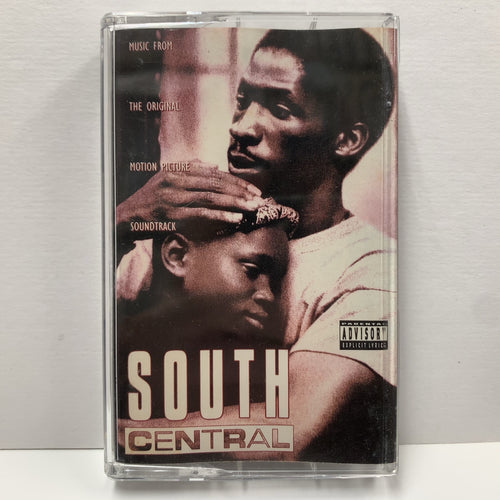 MUSIC FROM
THE ORIGINAL
MOTION PICTURE
SOUNDTRACK
PARENTAL
ADVISORY
EXPLICIT LYRICS
SOUTH
CENTRAL